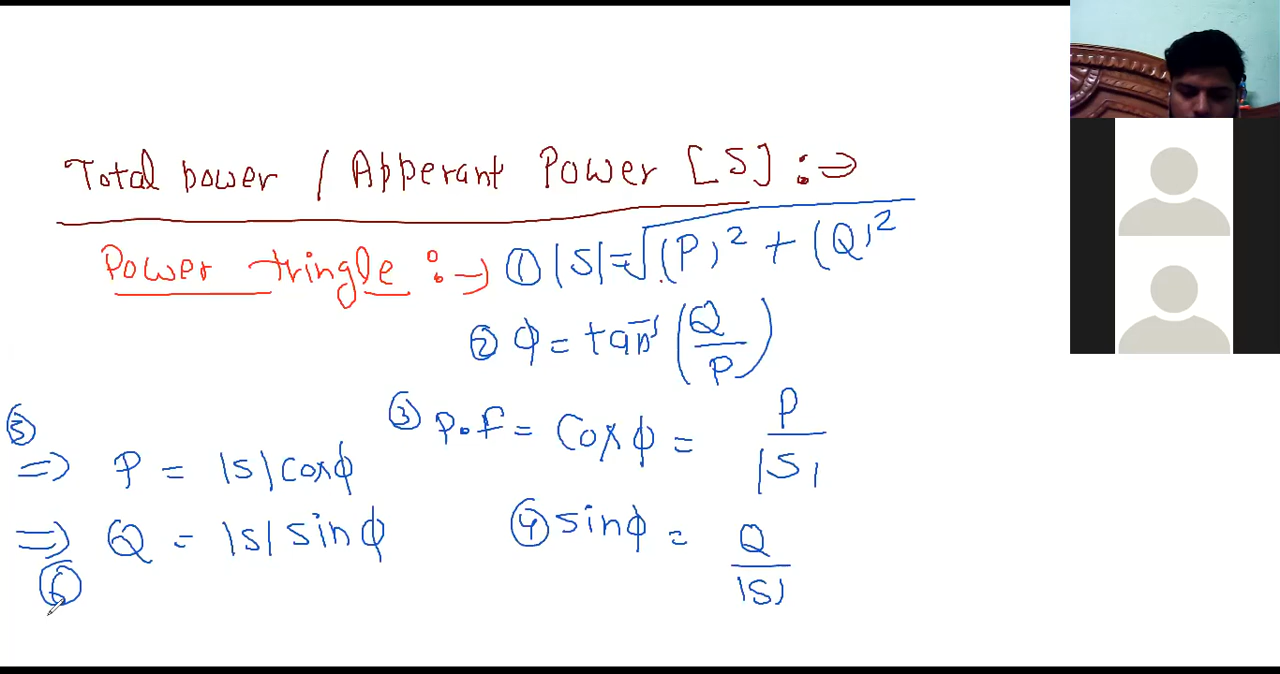 Total power / Apperant Power [S] :⇒
Power tringle :→ ① |S| = √(P)² + (Q)²
② ϕ = tan⁻¹ (Q/P)
③ P.f = Cosϕ = P/|S|
⑤ ⇒ P = |S| cosϕ
④ sinϕ = Q/|S|
⇒ Q = |S| sinϕ
⑥